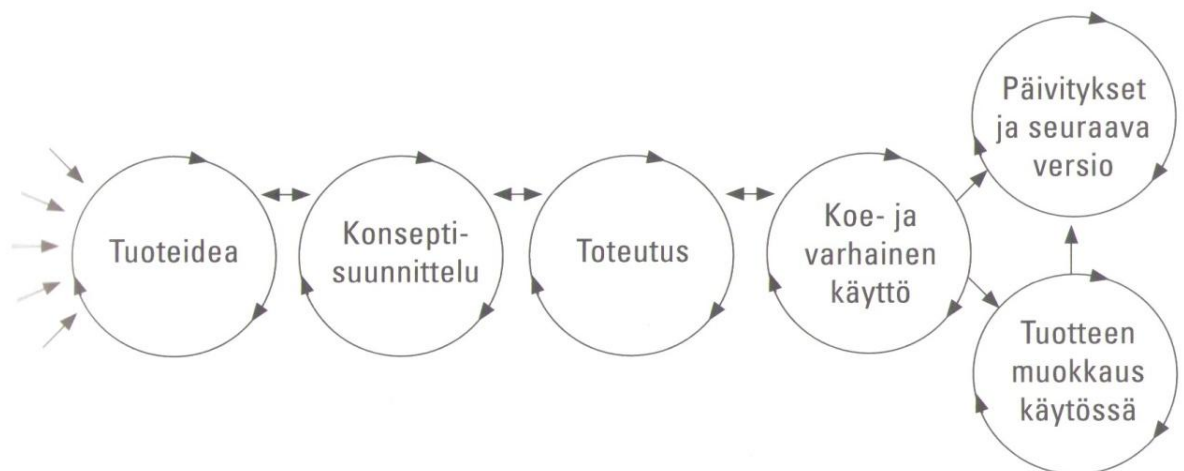 Tuoteidea
Konsepti-
suunnittelu
Toteutus
Koe- ja
varhainen
käyttö
Päivitykset
ja seuraava
versio
Tuotteen
muokkaus
käytössä